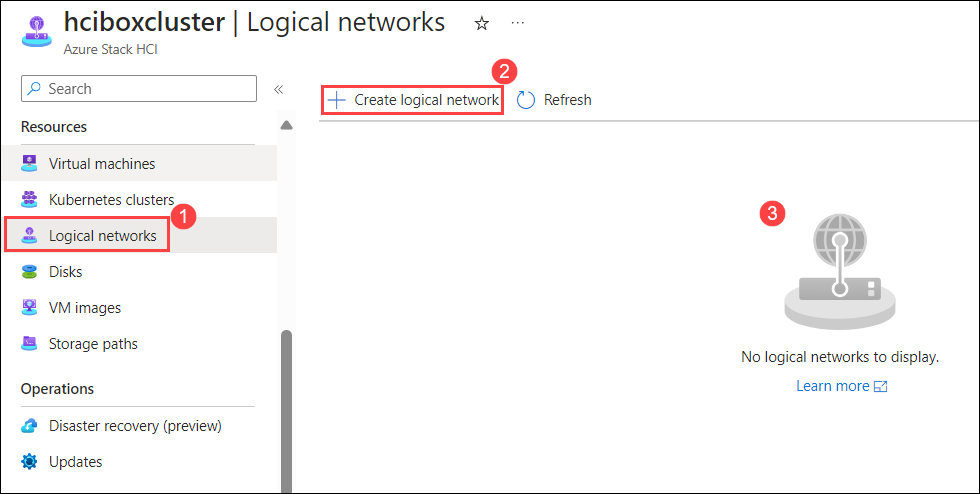 hciboxcluster | Logical networks
Azure Stack HCI
Search
Resources
Virtual machines
Kubernetes clusters
1
Logical networks
Disks
VM images
Storage paths
Operations
Disaster recovery (preview)
Updates
2
Create logical network
Refresh
3
No logical networks to display.
Learn more